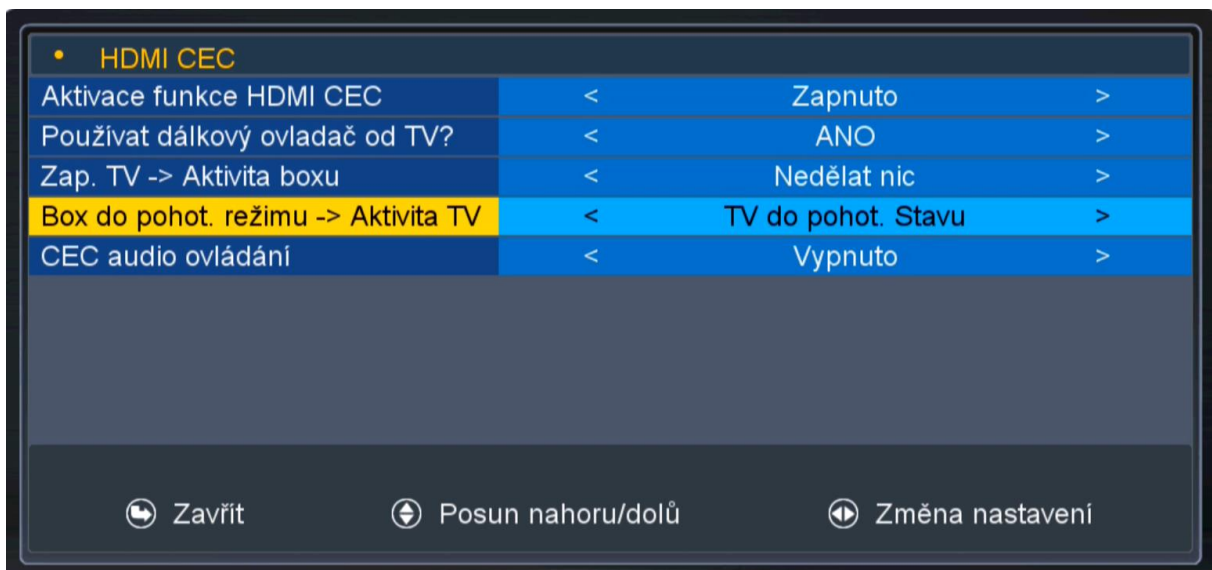 • HDMI CEC
Aktivace funkce HDMI CEC < Zapnuto >
Používat dálkový ovladač od TV? < ANO >
Zap. TV -> Aktivita boxu < Nedělat nic >
Box do pohot. režimu -> Aktivita TV < TV do pohot. Stavu >
CEC audio ovládání < Vypnuto >
Zavřít Posun nahoru/dolů Změna nastavení